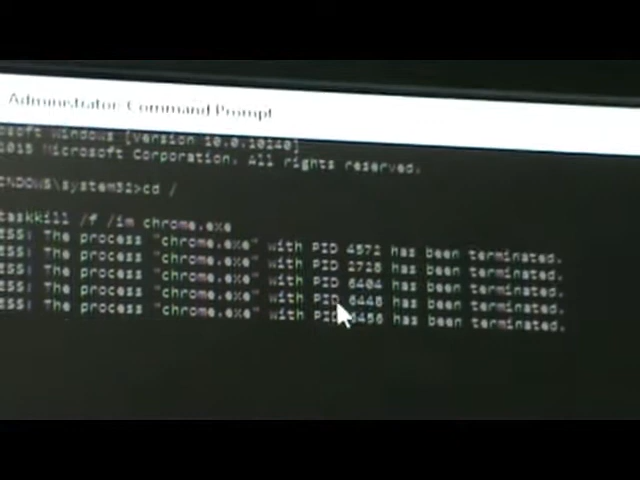 Administrator: Command Prompt
osoft Windows [Version 10.0.10240]
2015 Microsoft Corporation. All rights reserved.
INDOWS\system32>cd /
taskkill /f /im chrome.exe
ESS: The process "chrome.exe" with PID 4572 has been terminated.
ESS: The process "chrome.exe" with PID 1728 has been terminated.
ESS: The process "chrome.exe" with PID 6404 has been terminated.
ESS: The process "chrome.exe" with PID 6448 has been terminated.
ESS: The process "chrome.exe" with PID 6456 has been terminated.